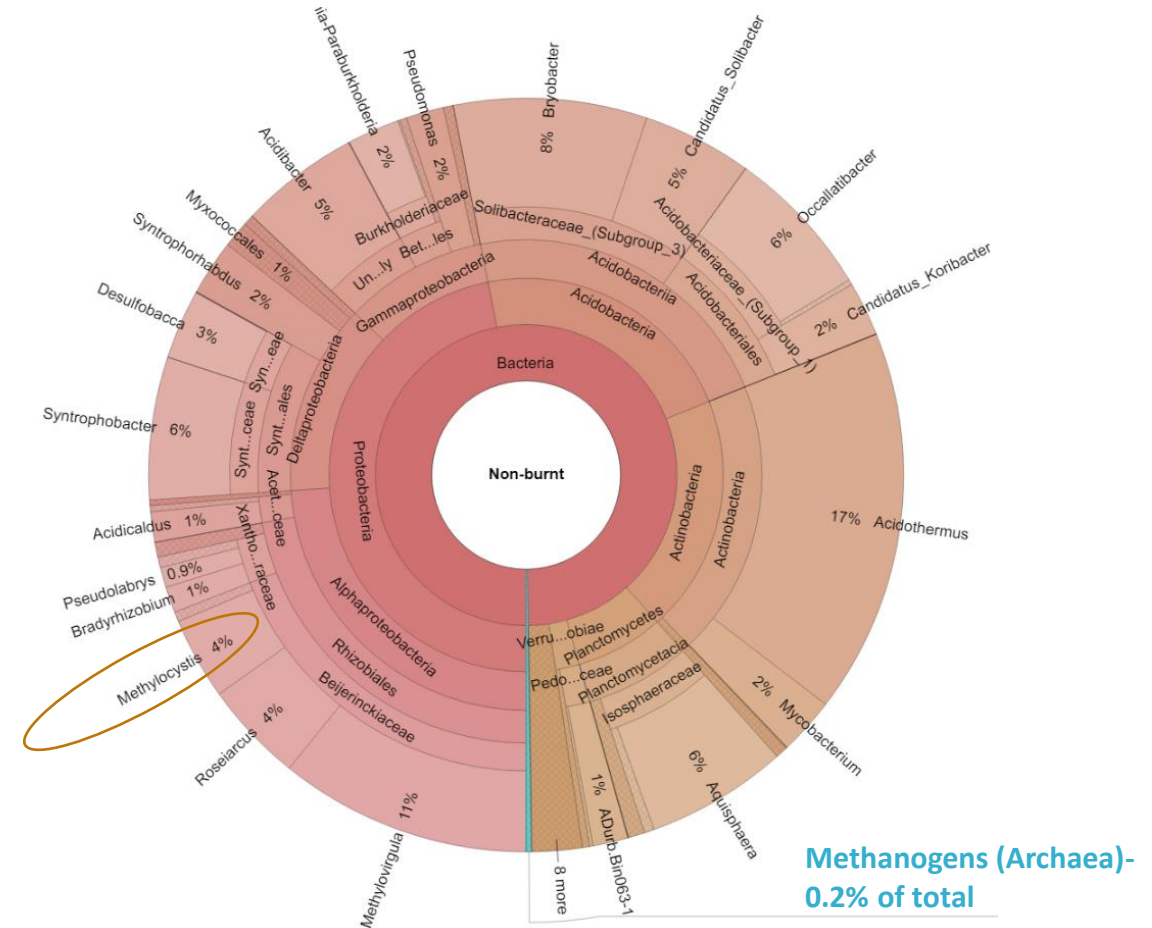 Non-burnt
Bacteria
Proteobacteria
Acidobacteria
Actinobacteria
Actinobacteria
Acidobacteriia
Acidobacteriales
Solibacteraceae_(Subgroup_3)
Acidobacteriaceae_(Subgroup_1)
8% Bryobacter
5% Candidatus_Solibacter
6% Occallatibacter
2% Candidatus_Koribacter
17% Acidothermus
2% Mycobacterium
Verru...obiae
Planctomycetes
Pedo...ceae
Planctomycetacia
Isosphaeraceae
6% Aquisphaera
1% ADurb.Bin063-1
8 more
Methylovirgula 11%
Roseiarcus 4%
Methylocystis 4%
Bradyrhizobium 1%
Pseudolabrys 0.9%
Acidicaldus 1%
Syntrophobacter 6%
Desulfobacca 3%
Syntrophorhabdus 2%
Myxococcales 1%
Acidibacter 5%
ia-Paraburkholderia 2%
Pseudomonas 2%
Burkholderiaceae
Un...ly
Bet...les
Gammaproteobacteria
Deltaproteobacteria
Syn...eae
Synt...ales
Synt...ceae
Acet...ceae
Xantho...raceae
Alphaproteobacteria
Rhizobiales
Beijerinckiaceae
Methanogens (Archaea)-
0.2% of total